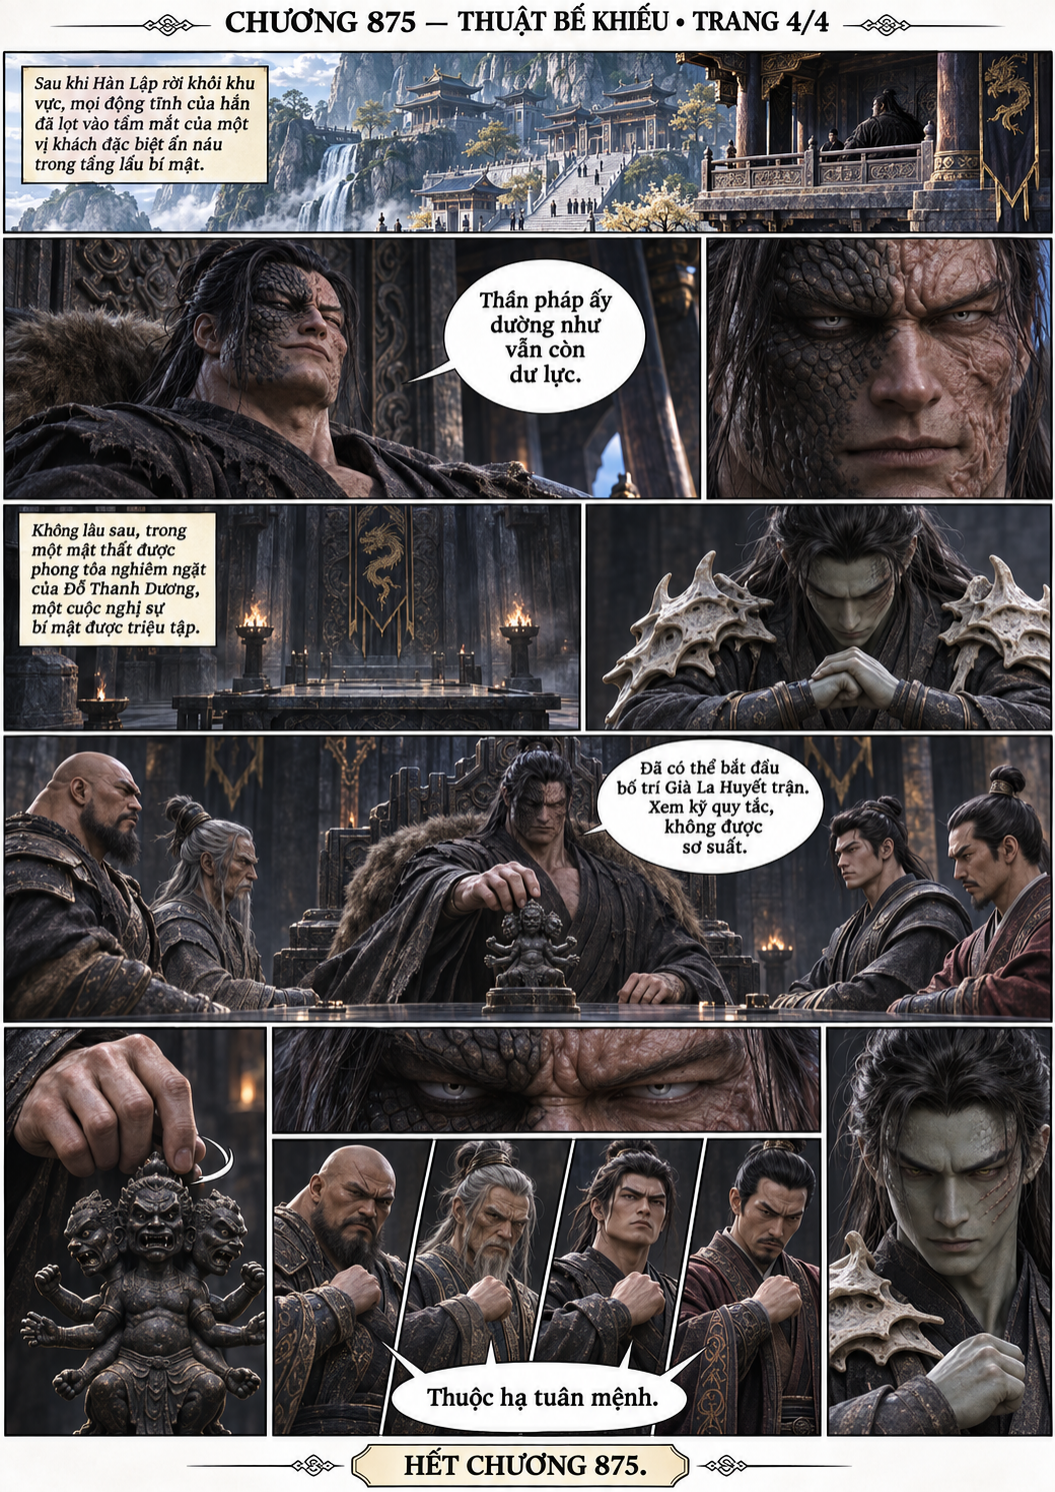 CHƯƠNG 875 — THUẬT BẾ KHIẾU • TRANG 4/4
Sau khi Hàn Lập rời khỏi khu
vực, mọi động tĩnh của hắn
đã lọt vào tầm mắt của một
vị khách đặc biệt ẩn náu
trong tầng lầu bí mật.
Thần pháp ấy
dường như
vẫn còn
dư lực.
Không lâu sau, trong
một mật thất được
phong tỏa nghiêm ngặt
của Đỗ Thanh Dương,
một cuộc nghị sự
bí mật được triệu tập.
Đã có thể bắt đầu
bố trí Già La Huyết trận.
Xem kỹ quy tắc,
không được
sơ suất.
Thuộc hạ tuân mệnh.
HẾT CHƯƠNG 875.